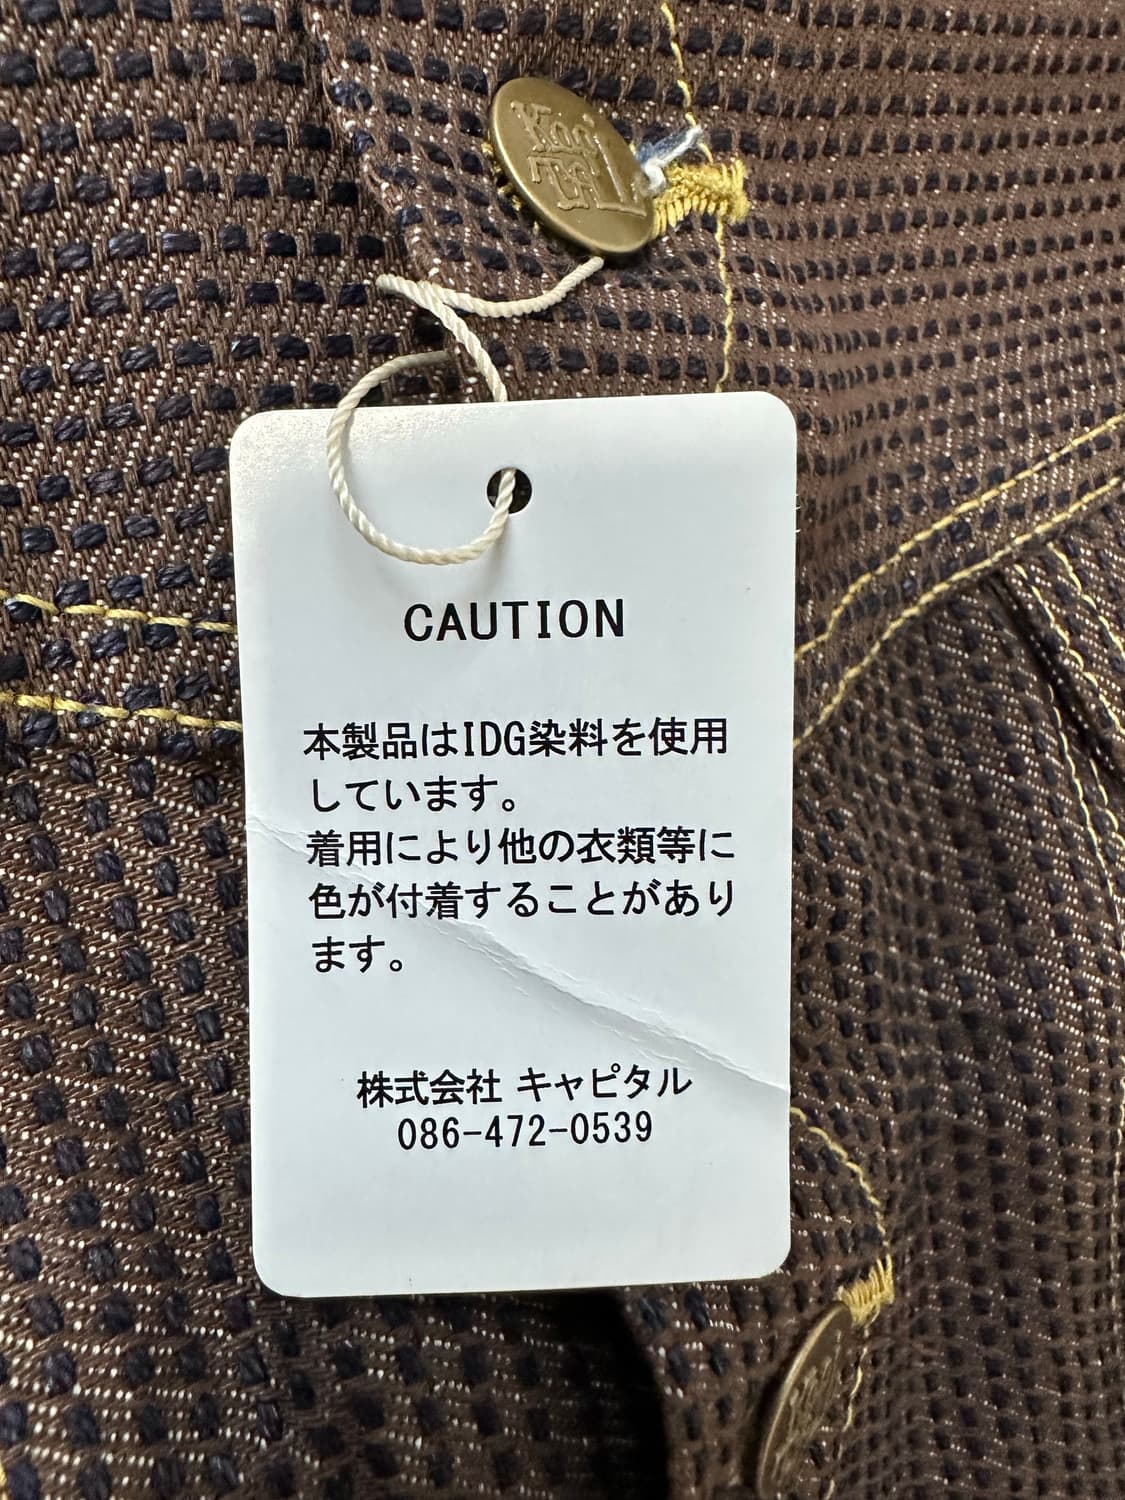 Kapi
TAL
CAUTION
本製品はIDG染料を使用
しています。
着用により他の衣類等に
色が付着することがあり
ます。
株式会社 キャピタル
086-472-0539